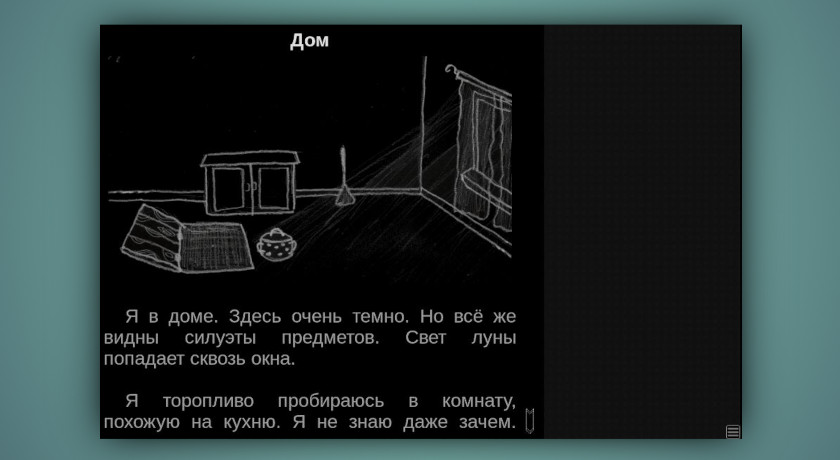 Дом
Я в доме. Здесь очень темно. Но всё же
видны силуэты предметов. Свет луны
попадает сквозь окна.
Я торопливо пробираюсь в комнату,
похожую на кухню. Я не знаю даже зачем.